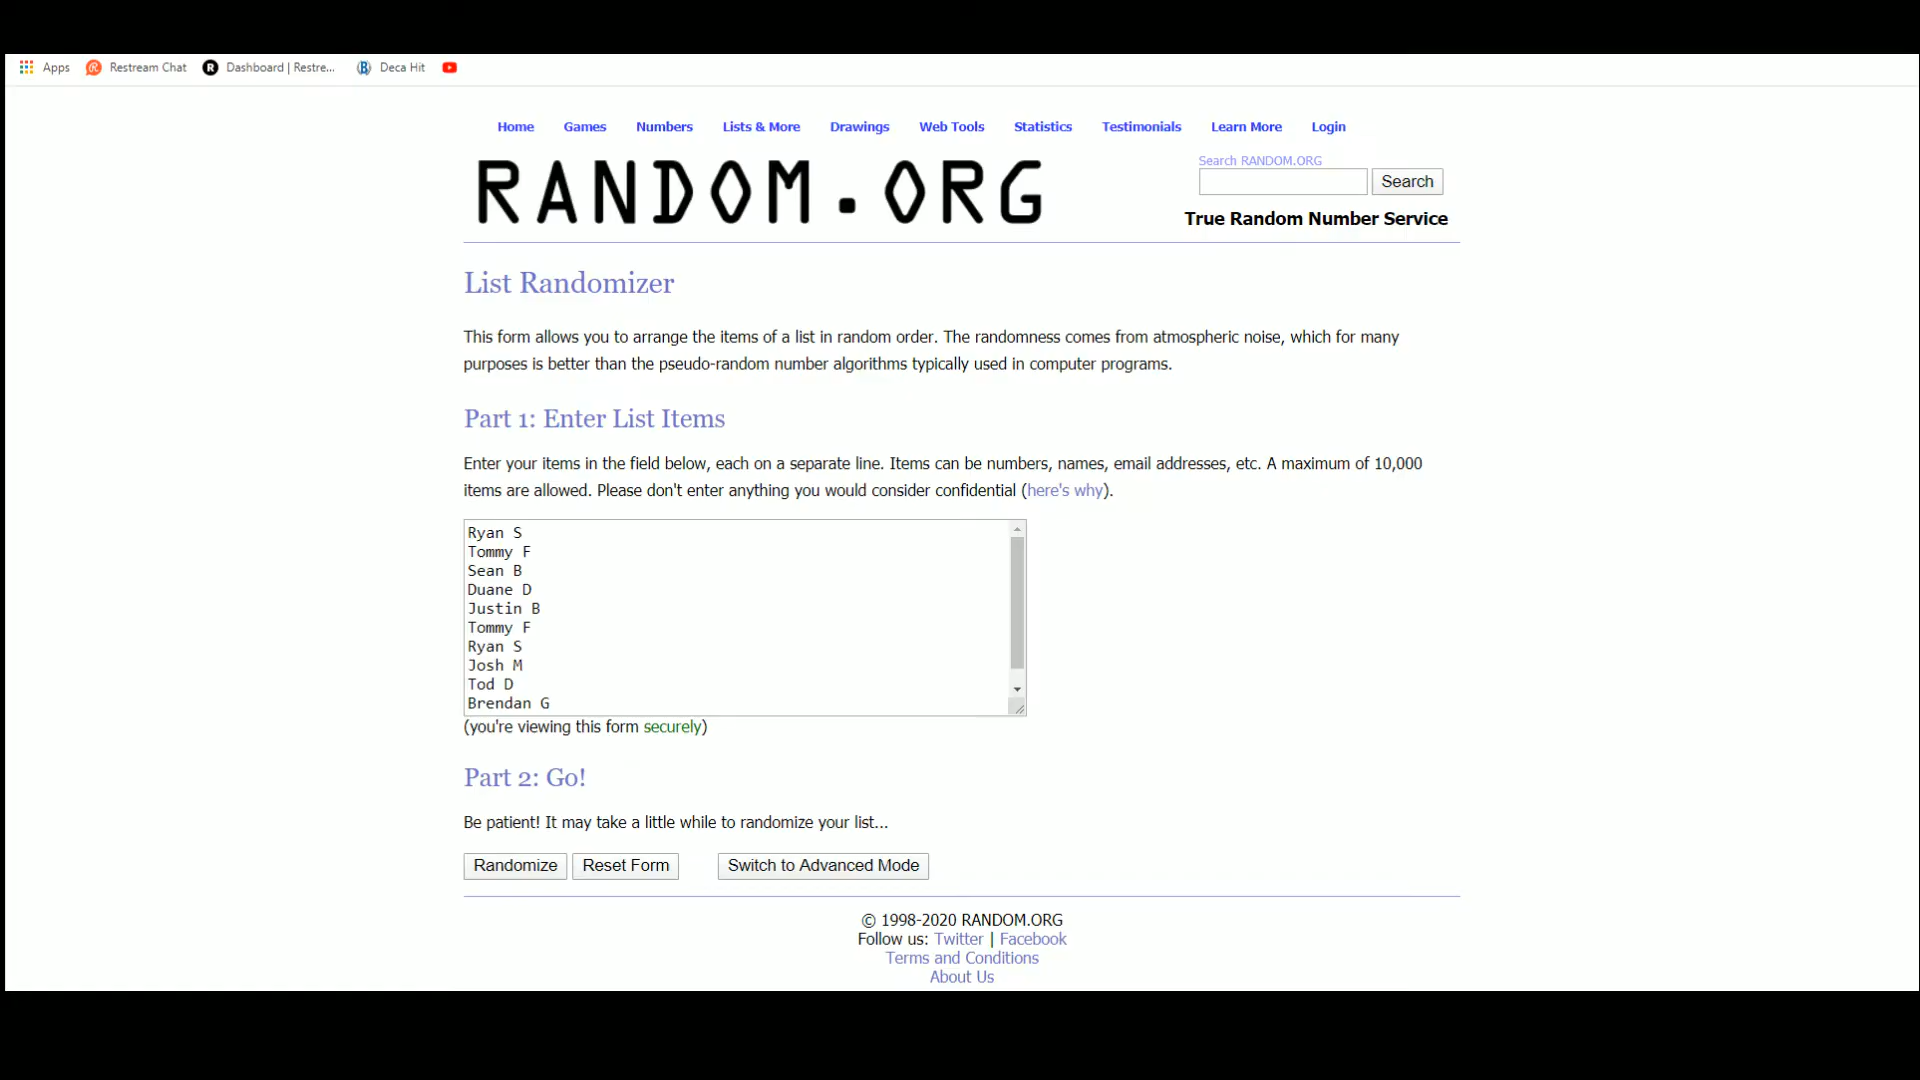 Apps Restream Chat Dashboard | Restre... Deca Hit
Home Games Numbers Lists & More Drawings Web Tools Statistics Testimonials Learn More Login
RANDOM.ORG
Search RANDOM.ORG
Search
True Random Number Service
List Randomizer
This form allows you to arrange the items of a list in random order. The randomness comes from atmospheric noise, which for many
purposes is better than the pseudo-random number algorithms typically used in computer programs.
Part 1: Enter List Items
Enter your items in the field below, each on a separate line. Items can be numbers, names, email addresses, etc. A maximum of 10,000
items are allowed. Please don't enter anything you would consider confidential (here's why).
Ryan S
Tommy F
Sean B
Duane D
Justin B
Tommy F
Ryan S
Josh M
Tod D
Brendan G
(you're viewing this form securely)
Part 2: Go!
Be patient! It may take a little while to randomize your list...
Randomize Reset Form Switch to Advanced Mode
© 1998-2020 RANDOM.ORG
Follow us: Twitter | Facebook
Terms and Conditions
About Us